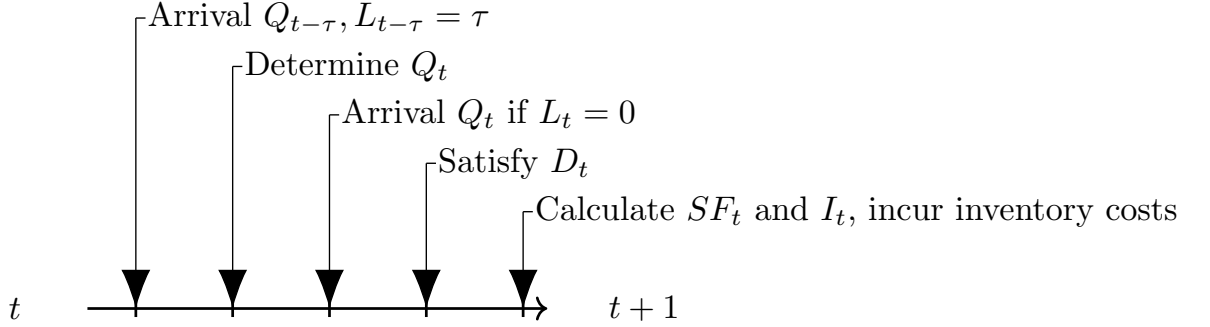 Arrival $Q_{t-\tau}, L_{t-\tau} = \tau$
Determine $Q_t$
Arrival $Q_t$ if $L_t = 0$
Satisfy $D_t$
Calculate $SF_t$ and $I_t$, incur inventory costs
$t$
$t+1$